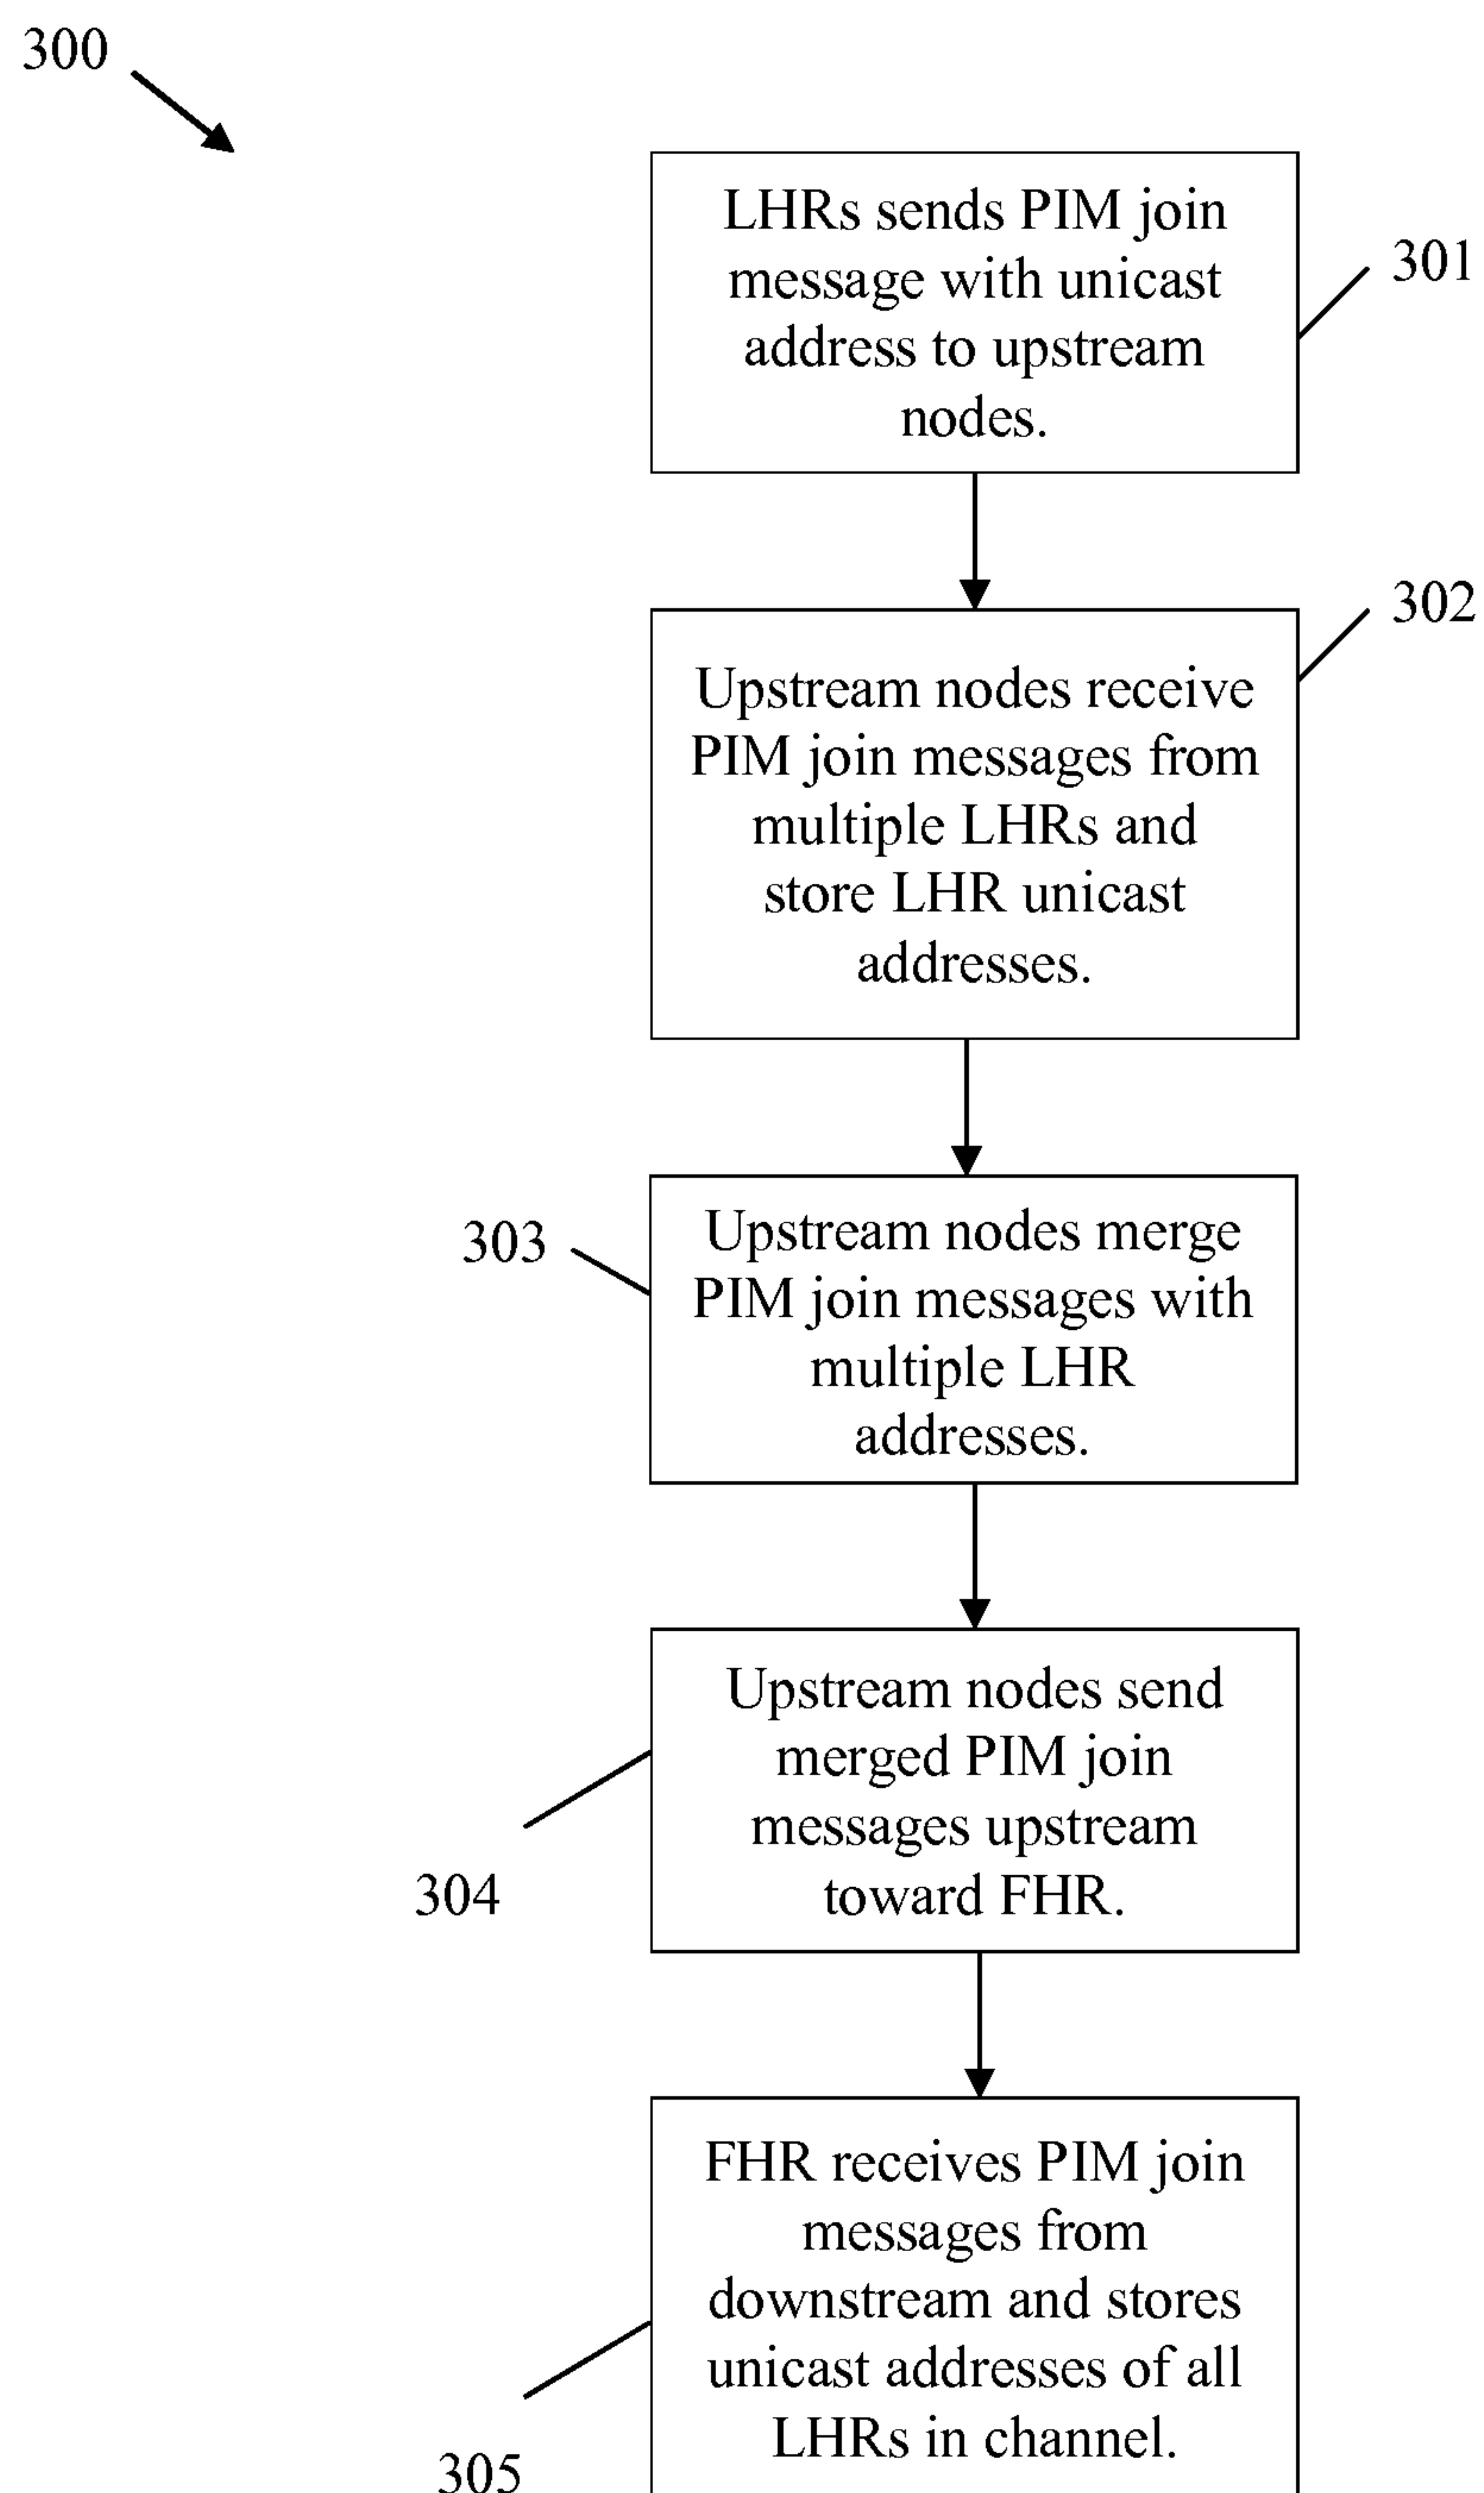 300
LHRs sends PIM join
message with unicast
address to upstream
nodes.
301
Upstream nodes receive
PIM join messages from
multiple LHRs and
store LHR unicast
addresses.
302
Upstream nodes merge
PIM join messages with
multiple LHR
addresses.
303
Upstream nodes send
merged PIM join
messages upstream
toward FHR.
304
FHR receives PIM join
messages from
downstream and stores
unicast addresses of all
LHRs in channel.
305